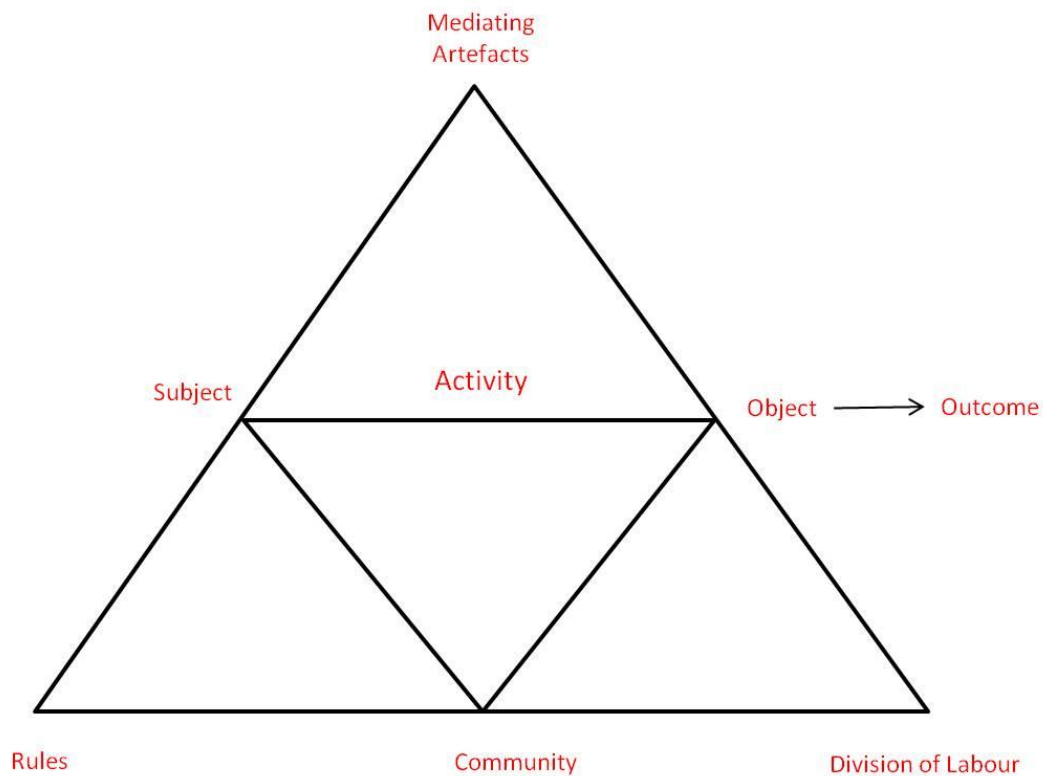 Mediating
Artefacts
Subject
Activity
Object
Outcome
Rules
Community
Division of Labour